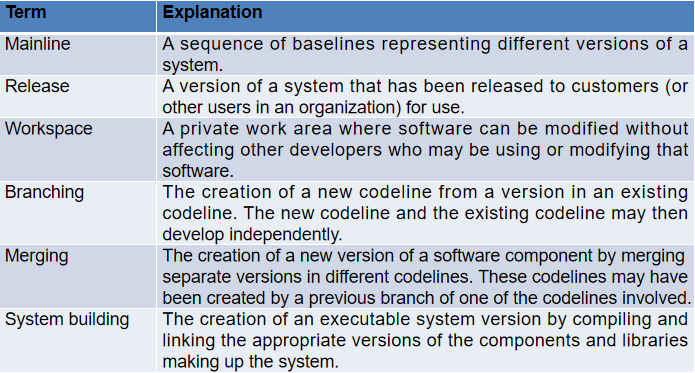 Term Explanation
Mainline A sequence of baselines representing different versions of a
system.
Release A version of a system that has been released to customers (or
other users in an organization) for use.
Workspace A private work area where software can be modified without
affecting other developers who may be using or modifying that
software.
Branching The creation of a new codeline from a version in an existing
codeline. The new codeline and the existing codeline may then
develop independently.
Merging The creation of a new version of a software component by merging
separate versions in different codelines. These codelines may have
been created by a previous branch of one of the codelines involved.
System building The creation of an executable system version by compiling and
linking the appropriate versions of the components and libraries
making up the system.